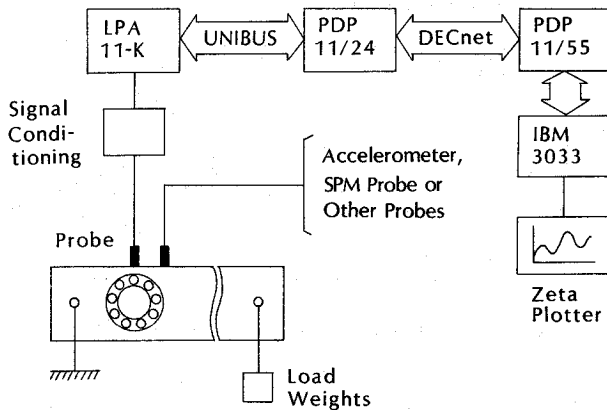 LPA
11-K
UNIBUS
PDP
11/24
DECnet
PDP
11/55
Signal
Condi-
tioning
IBM
3033
Accelerometer,
SPM Probe or
Other Probes
Probe
Zeta
Plotter
Load
Weights